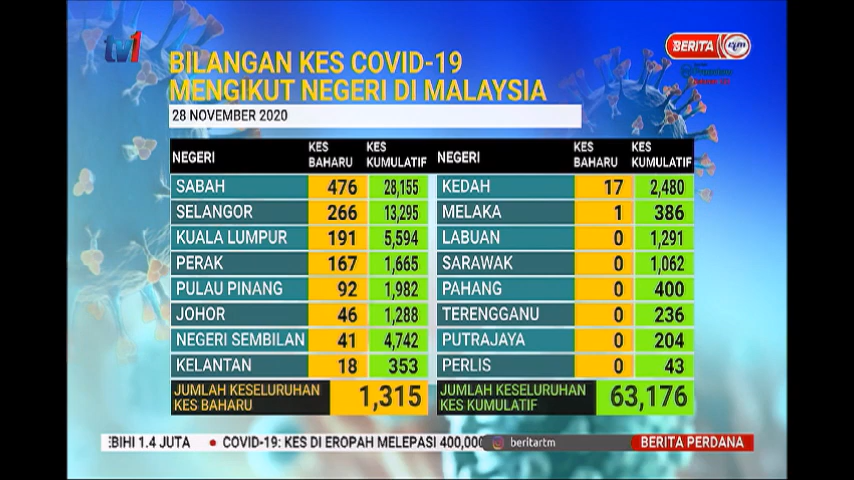 tv1
BERITA rtm
BILANGAN KES COVID-19
MENGIKUT NEGERI DI MALAYSIA
28 NOVEMBER 2020
NEGERI KES BAHARU KES KUMULATIF NEGERI KES BAHARU KES KUMULATIF
SABAH 476 28,155 KEDAH 17 2,480
SELANGOR 266 13,295 MELAKA 1 386
KUALA LUMPUR 191 5,594 LABUAN 0 1,291
PERAK 167 1,665 SARAWAK 0 1,062
PULAU PINANG 92 1,982 PAHANG 0 400
JOHOR 46 1,288 TERENGGANU 0 236
NEGERI SEMBILAN 41 4,742 PUTRAJAYA 0 204
KELANTAN 18 353 PERLIS 0 43
JUMLAH KESELURUHAN KES BAHARU 1,315 JUMLAH KESELURUHAN KES KUMULATIF 63,176
EBIHI 1.4 JUTA • COVID-19: KES DI EROPAH MELEPASI 400,000 beritartm BERITA PERDANA